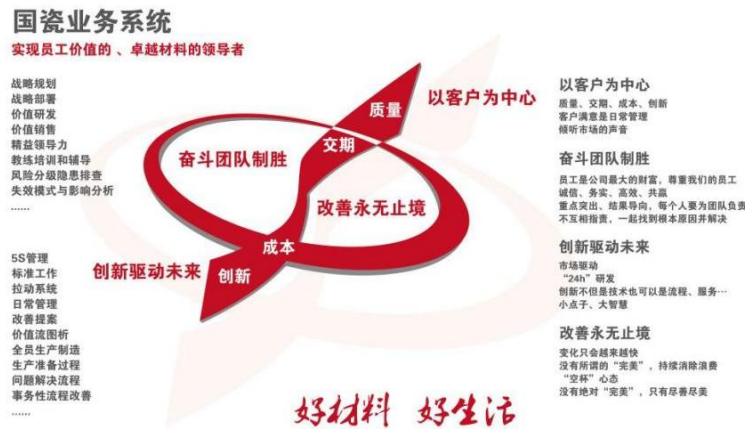 国瓷业务系统
实现员工价值的 、卓越材料的领导者
战略规划
战略部署
价值研发
价值销售
精益领导力
教练培训和辅导
风险分级隐患排查
失效模式与影响分析
……
5S管理
标准工作
拉动系统
日常管理
改善提案
价值流图析
全员生产制造
生产准备过程
问题解决流程
事务性流程改善
……
质量
以客户为中心
交期
奋斗团队制胜
改善永无止境
成本
创新驱动未来
创新
以客户为中心
质量、交期、成本、创新
客户满意是日常管理
倾听市场的声音
奋斗团队制胜
员工是公司最大的财富，尊重我们的员工
诚信、务实、高效、共赢
重点突出、结果导向，每个人要为团队负责
不互相指责，一起找到根本原因并解决
创新驱动未来
市场驱动
“24h”研发
创新不但是技术也可以是流程、服务…
小点子、大智慧
改善永无止境
变化只会越来越快
没有所谓的“完美”，持续消除浪费
“空杯”心态
没有绝对“完美”，只有尽善尽美
好材料 好生活